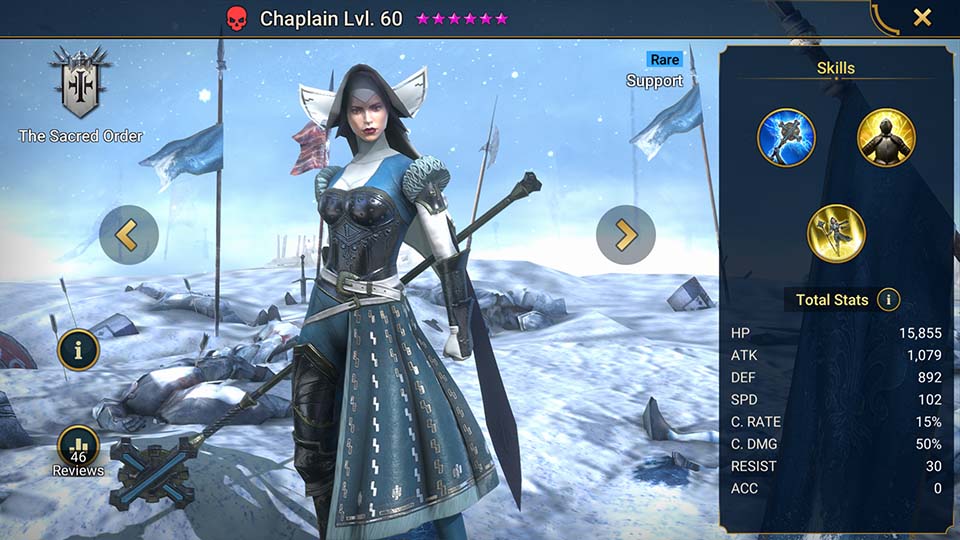 Chaplain Lvl. 60
The Sacred Order
Rare
Support
46
Reviews
Skills
Total Stats
HP 15,855
ATK 1,079
DEF 892
SPD 102
C. RATE 15%
C. DMG 50%
RESIST 30
ACC 0